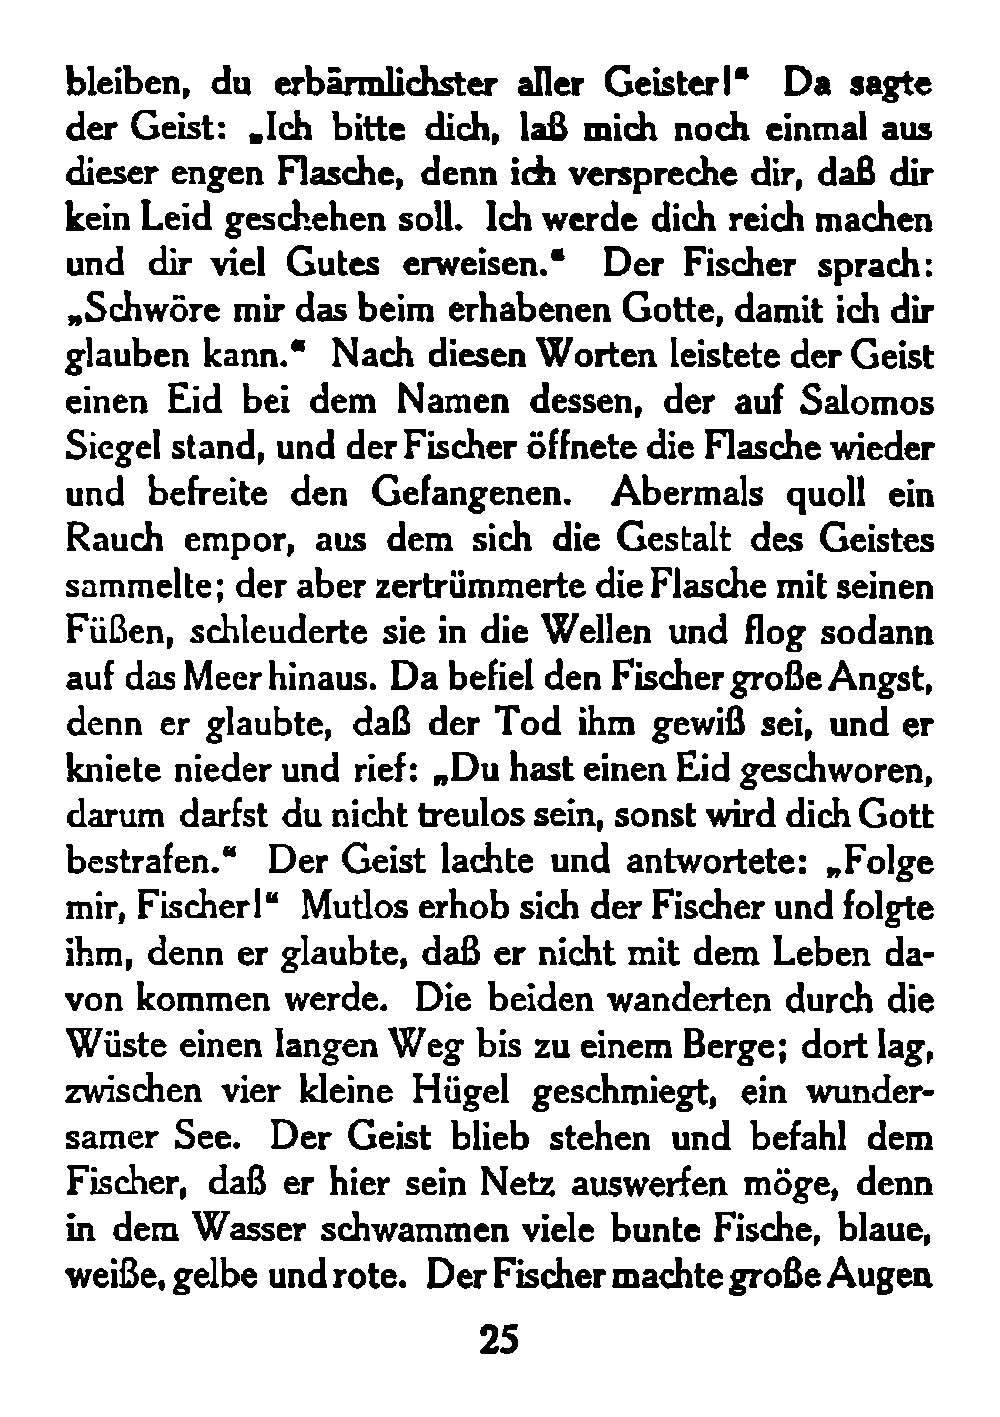 bleiben, du erbärmlichster aller Geister!“ Da sagte
der Geist: „Ich bitte dich, laß mich noch einmal aus
dieser engen Flasche, denn ich verspreche dir, daß dir
kein Leid geschehen soll. Ich werde dich reich machen
und dir viel Gutes erweisen.“ Der Fischer sprach:
„Schwöre mir das beim erhabenen Gotte, damit ich dir
glauben kann.“ Nach diesen Worten leistete der Geist
einen Eid bei dem Namen dessen, der auf Salomos
Siegel stand, und der Fischer öffnete die Flasche wieder
und befreite den Gefangenen. Abermals quoll ein
Rauch empor, aus dem sich die Gestalt des Geistes
sammelte; der aber zertrümmerte die Flasche mit seinen
Füßen, schleuderte sie in die Wellen und flog sodann
auf das Meer hinaus. Da befiel den Fischer große Angst,
denn er glaubte, daß der Tod ihm gewiß sei, und er
kniete nieder und rief: „Du hast einen Eid geschworen,
darum darfst du nicht treulos sein, sonst wird dich Gott
bestrafen.“ Der Geist lachte und antwortete: „Folge
mir, Fischer!“ Mutlos erhob sich der Fischer und folgte
ihm, denn er glaubte, daß er nicht mit dem Leben da-
von kommen werde. Die beiden wanderten durch die
Wüste einen langen Weg bis zu einem Berge; dort lag,
zwischen vier kleine Hügel geschmiegt, ein wunder-
samer See. Der Geist blieb stehen und befahl dem
Fischer, daß er hier sein Netz auswerfen möge, denn
in dem Wasser schwammen viele bunte Fische, blaue,
weiße, gelbe und rote. Der Fischer machte große Augen
25